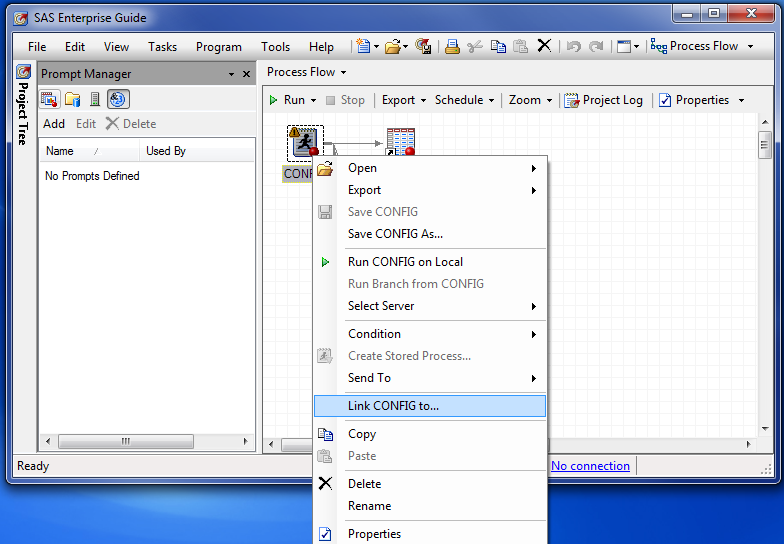 SAS Enterprise Guide
File Edit View Tasks Program Tools Help Process Flow
Project Tree
Prompt Manager
Add Edit Delete
Name Used By
No Prompts Defined
Process Flow
Run Stop Export Schedule Zoom Project Log Properties
Open
Export
Save CONFIG
Save CONFIG As...
Run CONFIG on Local
Run Branch from CONFIG
Select Server
Condition
Create Stored Process...
Send To
Link CONFIG to...
Copy
Paste
Delete
Rename
Properties
Ready
No connection